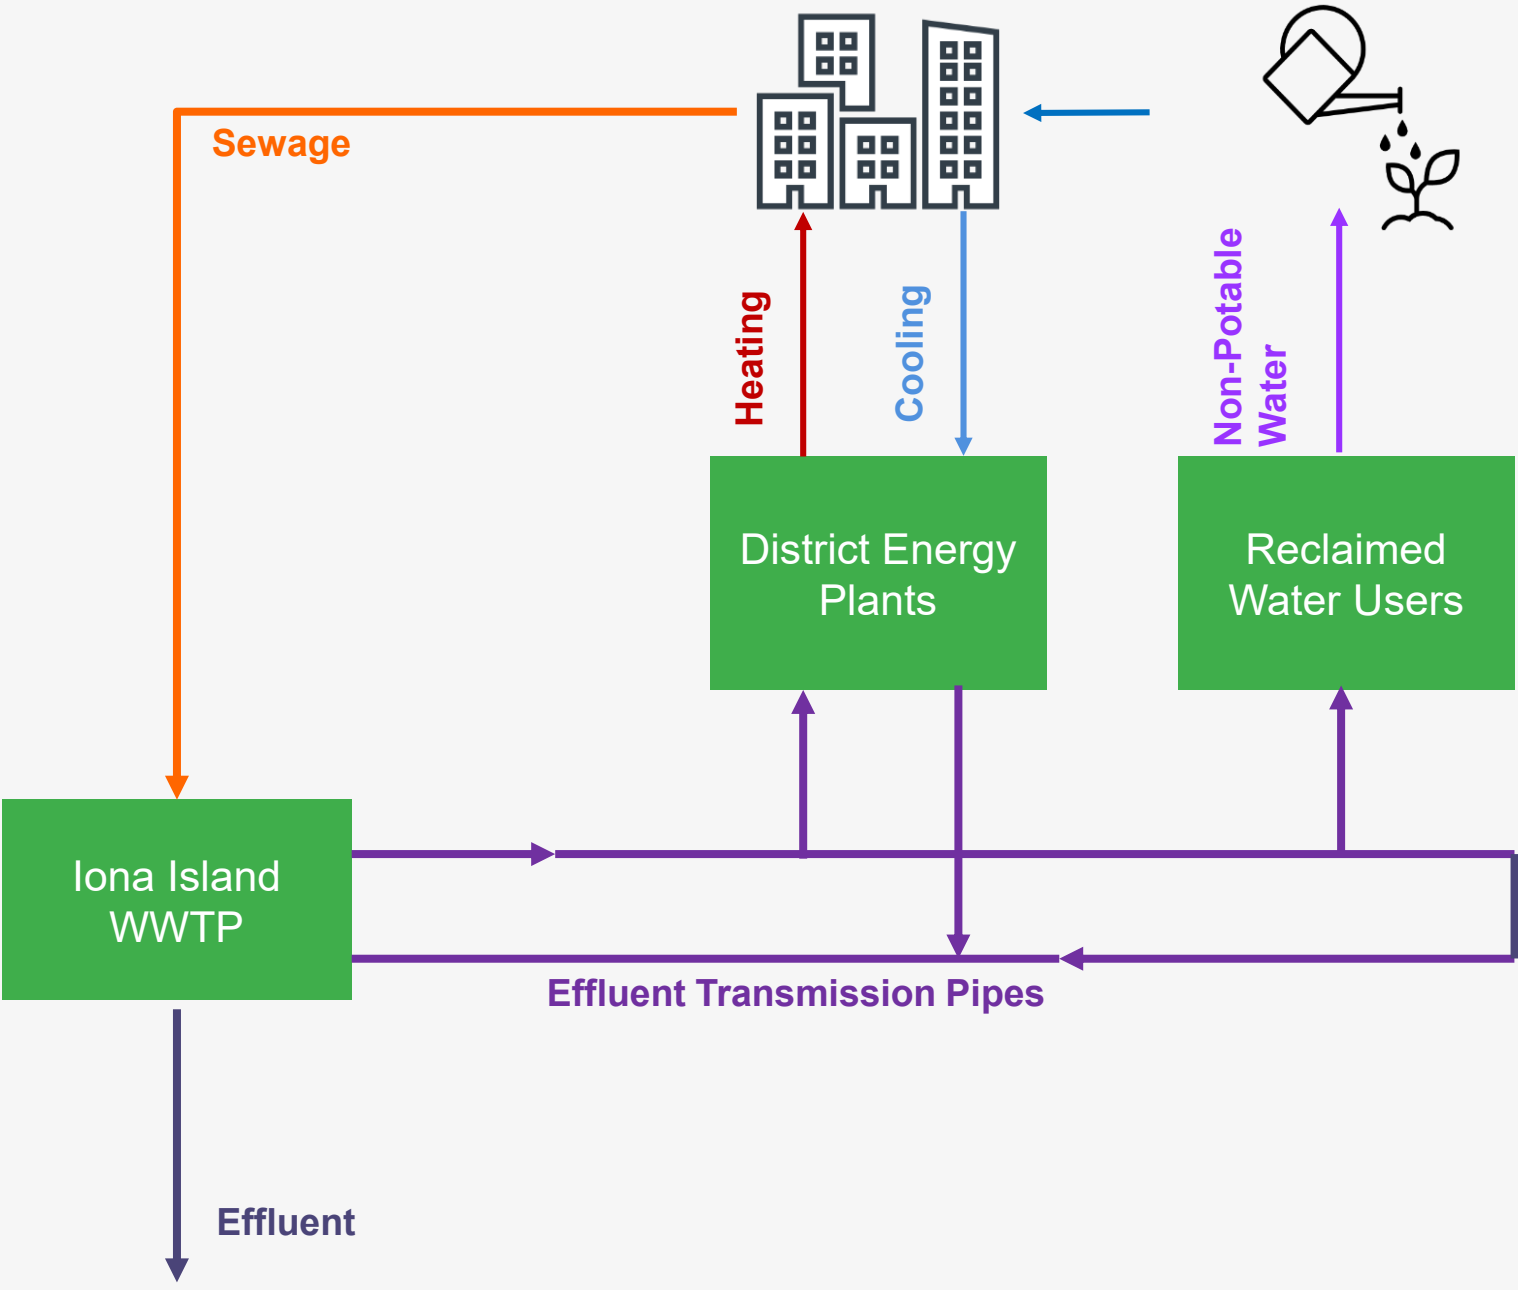 Sewage
Heating
Cooling
Non-Potable
Water
District Energy
Plants
Reclaimed
Water Users
Iona Island
WWTP
Effluent Transmission Pipes
Effluent